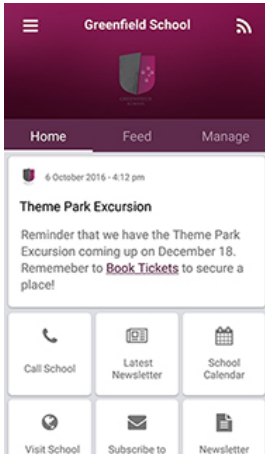 Greenfield School
GREENFIELD
SCHOOL
Home Feed Manage
6 October 2016 - 4:12 pm
Theme Park Excursion
Reminder that we have the Theme Park
Excursion coming up on December 18.
Rememeber to Book Tickets to secure a
place!
Call School
Latest
Newsletter
School
Calendar
Visit School
Subscribe to
Newsletter